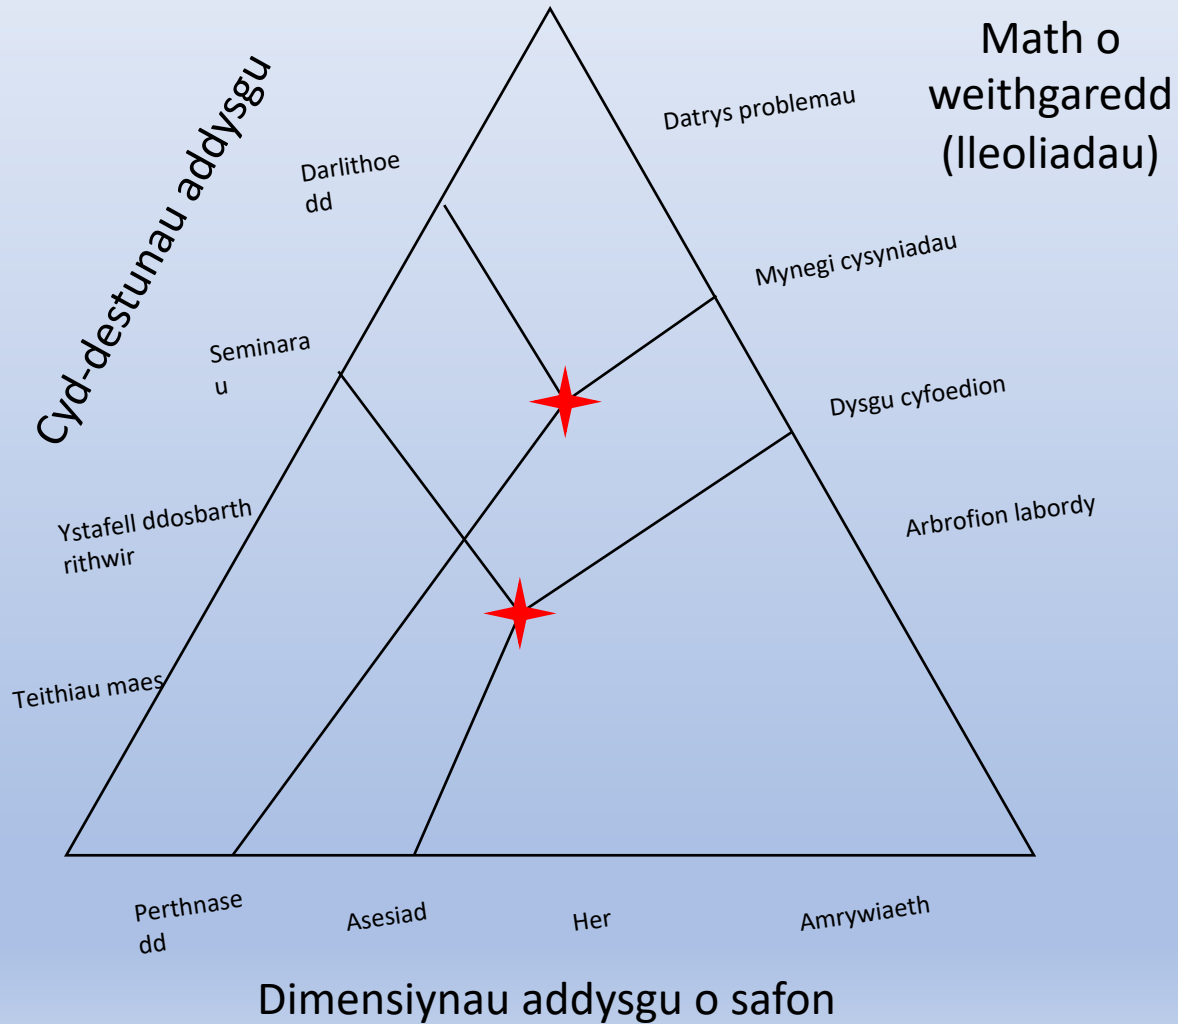 Math o
weithgaredd
(lleoliadau)
Cyd-destunau addysgu
Datrys problemau
Darlithoe
dd
Mynegi cysyniadau
Seminara
u
Dysgu cyfoedion
Ystafell ddosbarth
rithwir
Arbrofion labordy
Teithiau maes
Perthnase
dd
Asesiad
Her
Amrywiaeth
Dimensiynau addysgu o safon